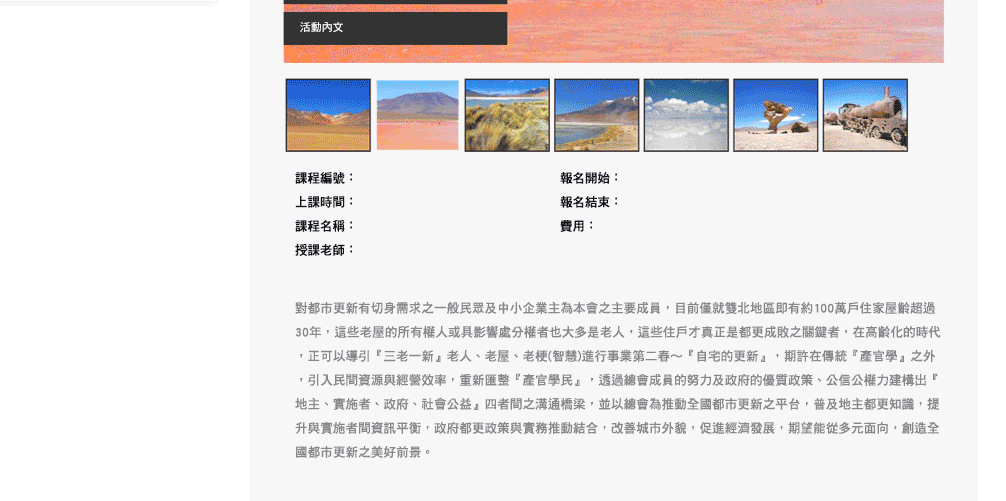 活動內文
課程編號：
報名開始：
上課時間：
報名結束：
課程名稱：
費用：
授課老師：
對都市更新有切身需求之一般民眾及中小企業主為本會之主要成員，目前僅就雙北地區即有約100萬戶住家屋齡超過
30年，這些老屋的所有權人或具影響處分權者也大多是老人，這些住戶才真正是都更成敗之關鍵者，在高齡化的時代
，正可以導引『三老一新』老人、老屋、老梗(智慧)進行事業第二春～『自宅的更新』，期許在傳統『產官學』之外
，引入民間資源與經營效率，重新匯整『產官學民』，透過總會成員的努力及政府的優質政策、公信公權力建構出『
地主、實施者、政府、社會公益』四者間之溝通橋梁，並以總會為推動全國都市更新之平台，普及地主都更知識，提
升與實施者間資訊平衡，政府都更政策與實務推動結合，改善城市外貌，促進經濟發展，期望能從多元面向，創造全
國都市更新之美好前景。